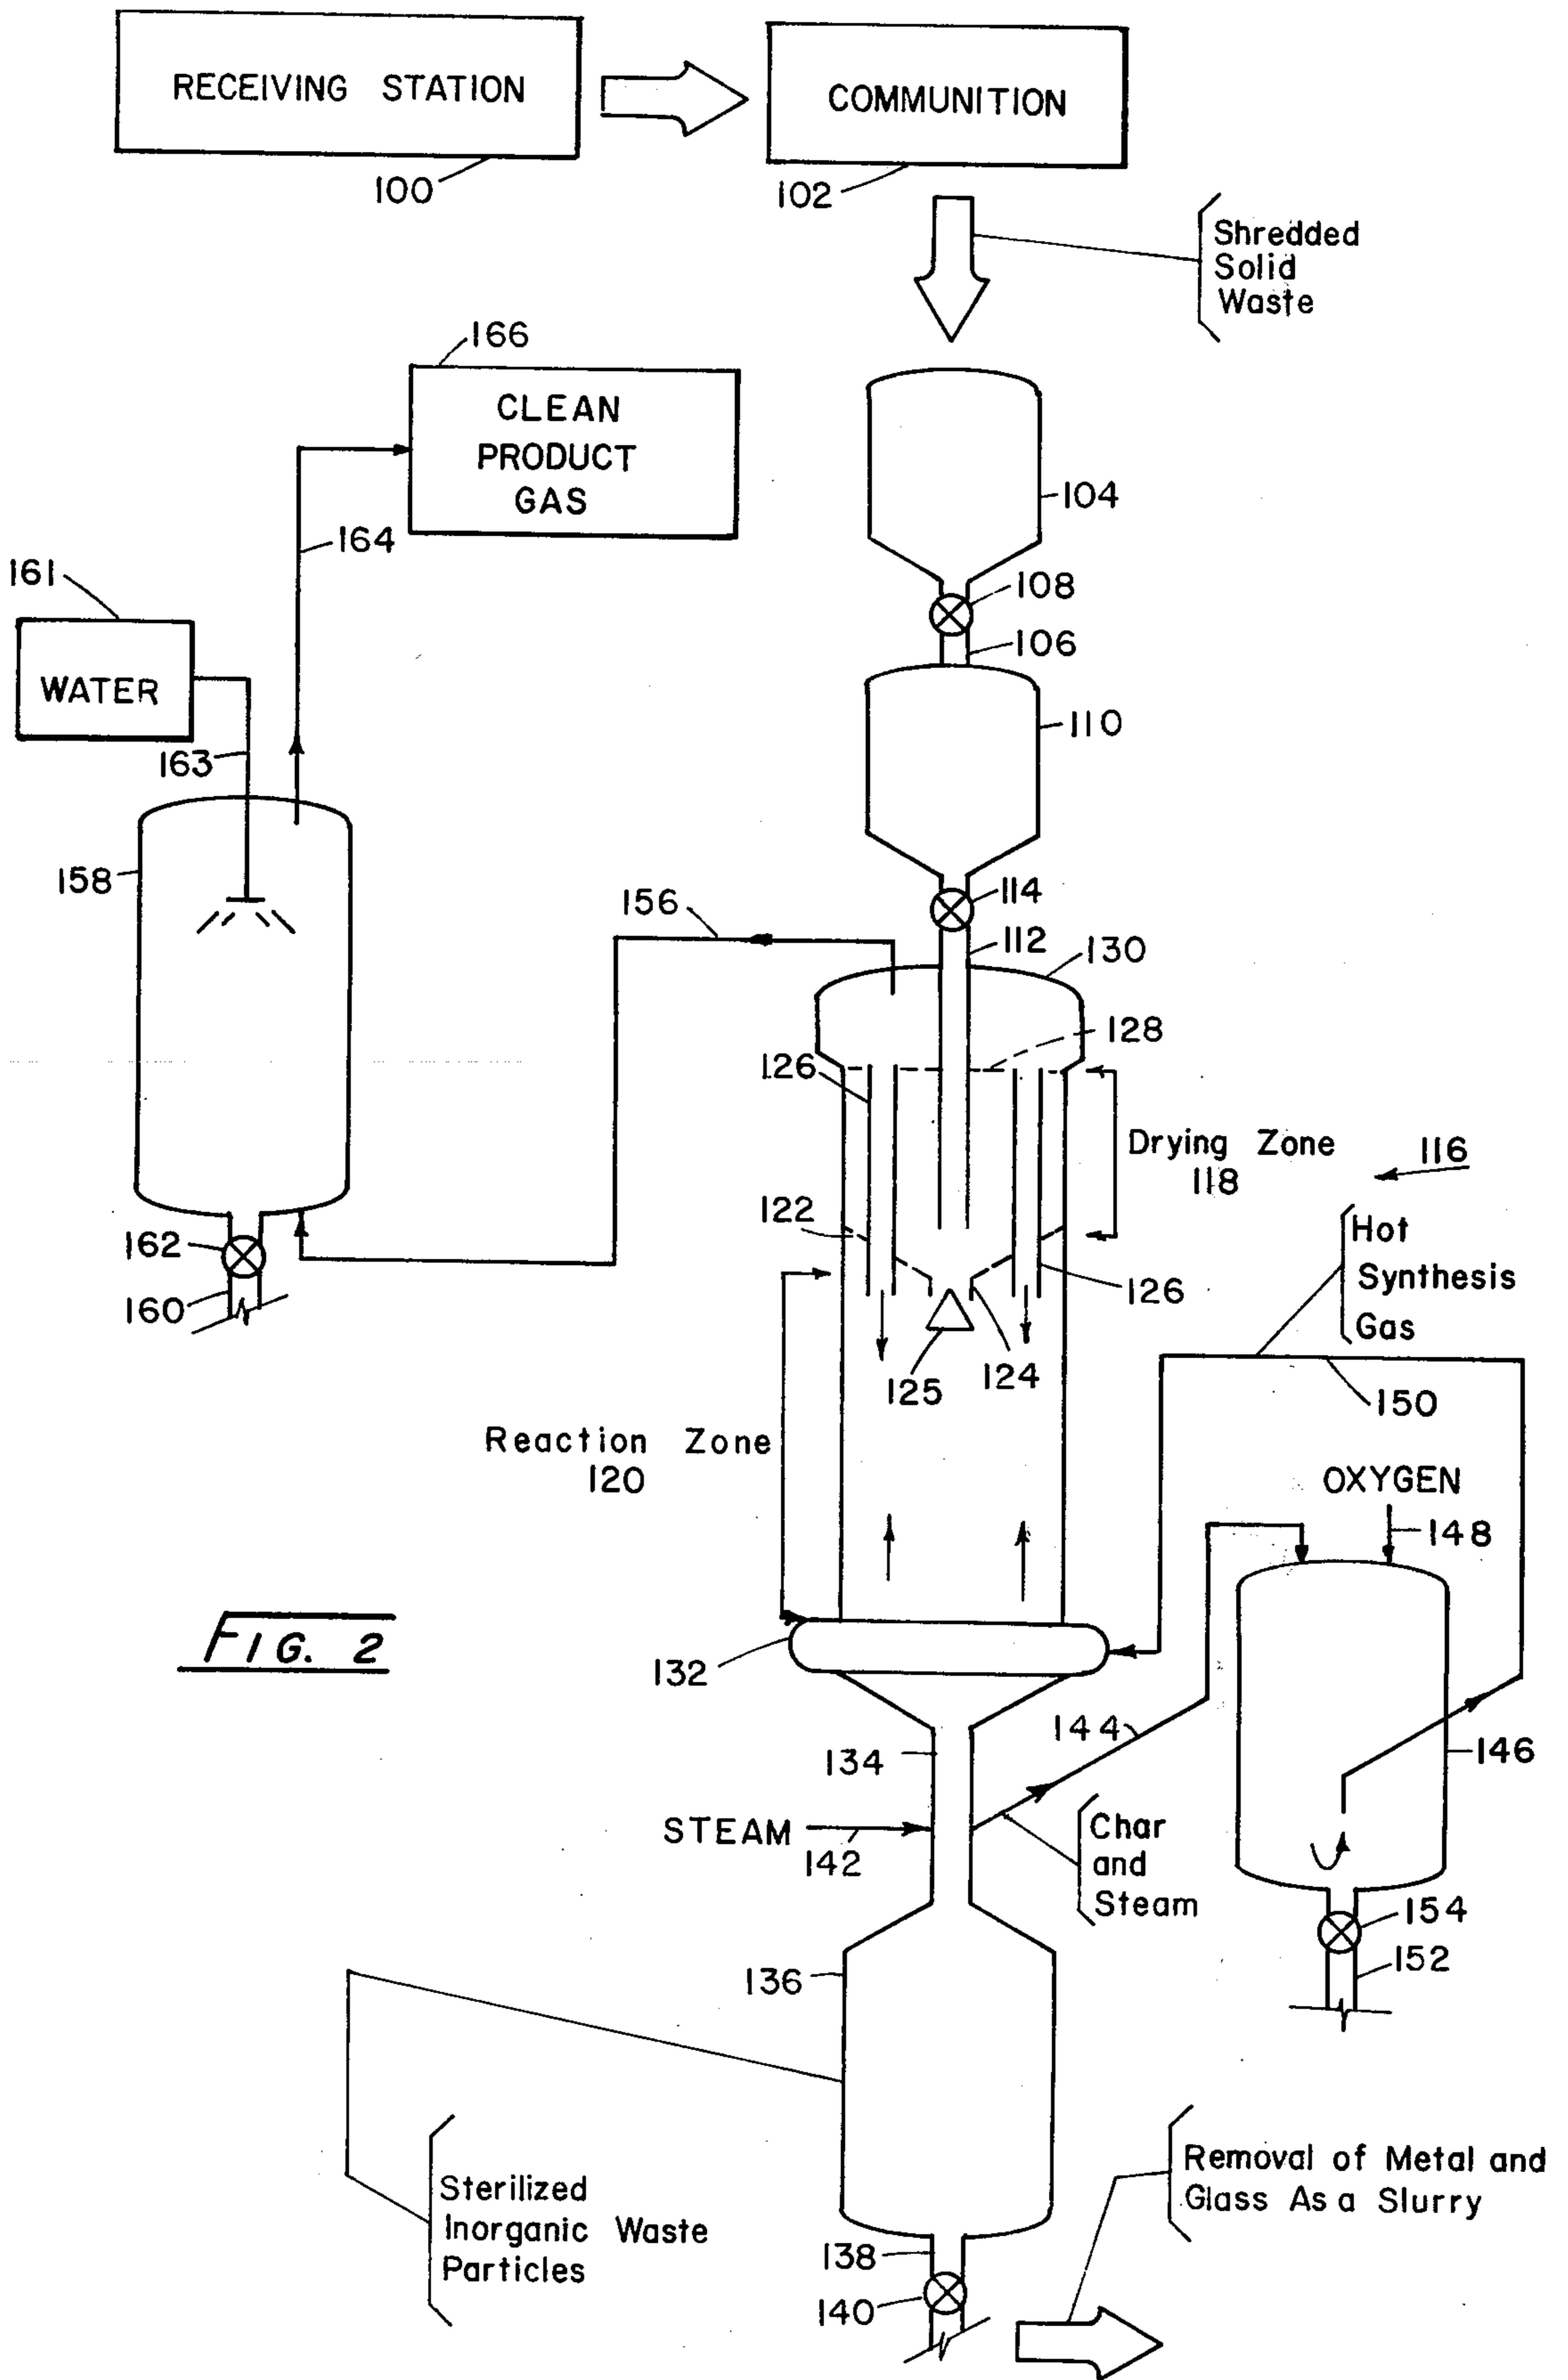 RECEIVING STATION
COMMUNITION
100
102
Shredded
Solid
Waste
166
CLEAN
PRODUCT
GAS
104
164
161
108
106
WATER
110
163
158
114
156
112
130
128
126
Drying Zone
118
116
122
Hot
Synthesis
Gas
162
160
126
125
124
150
Reaction Zone
120
OXYGEN
148
FIG. 2
132
144
134
146
STEAM
142
Char
and
Steam
154
152
136
Removal of Metal and
Glass As a Slurry
Sterilized
Inorganic Waste
Particles
138
140